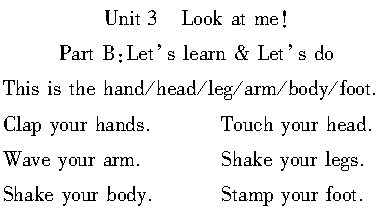 Unit 3 Look at me!
Part B:Let's learn & Let's do
This is the hand/head/leg/arm/body/foot.
Clap your hands. Touch your head.
Wave your arm. Shake your legs.
Shake your body. Stamp your foot.